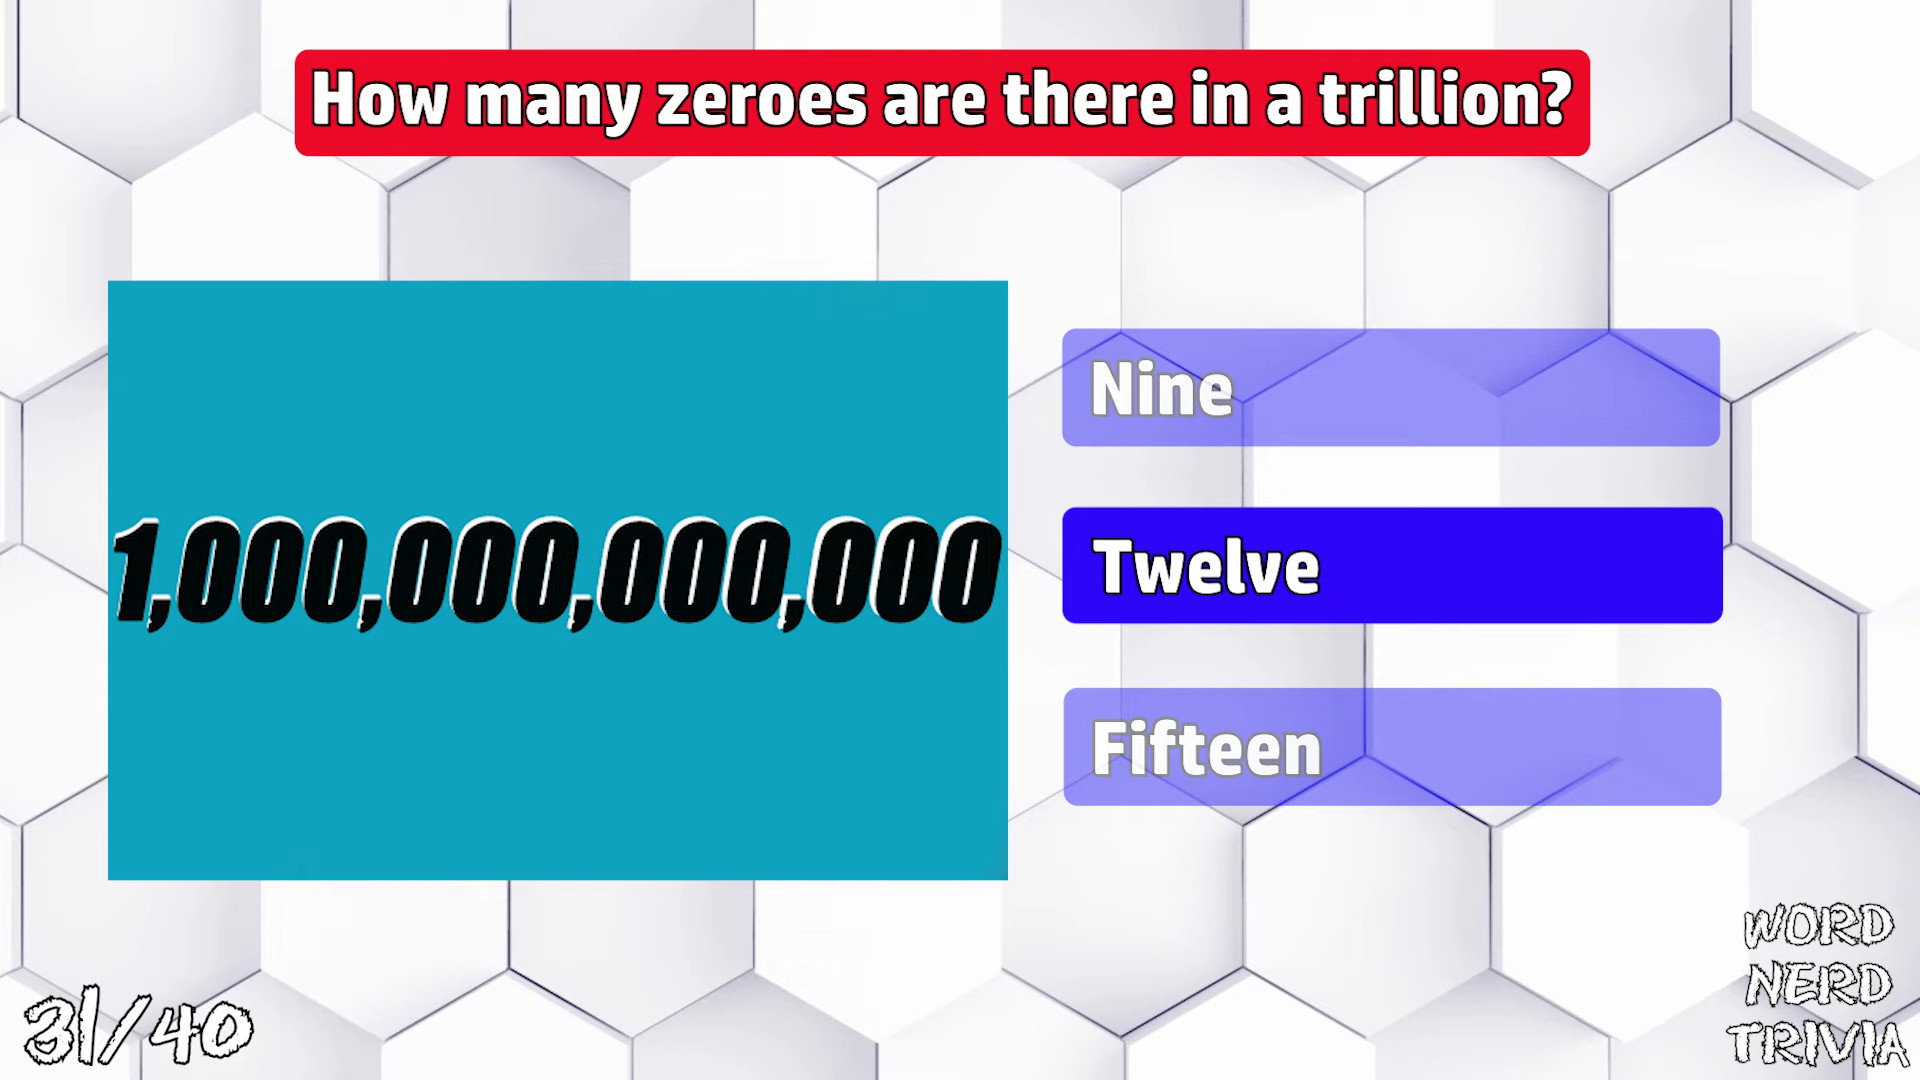 How many zeroes are there in a trillion?
1,000,000,000,000
Nine
Twelve
Fifteen
31/40
WORD
NERD
TRIVIA